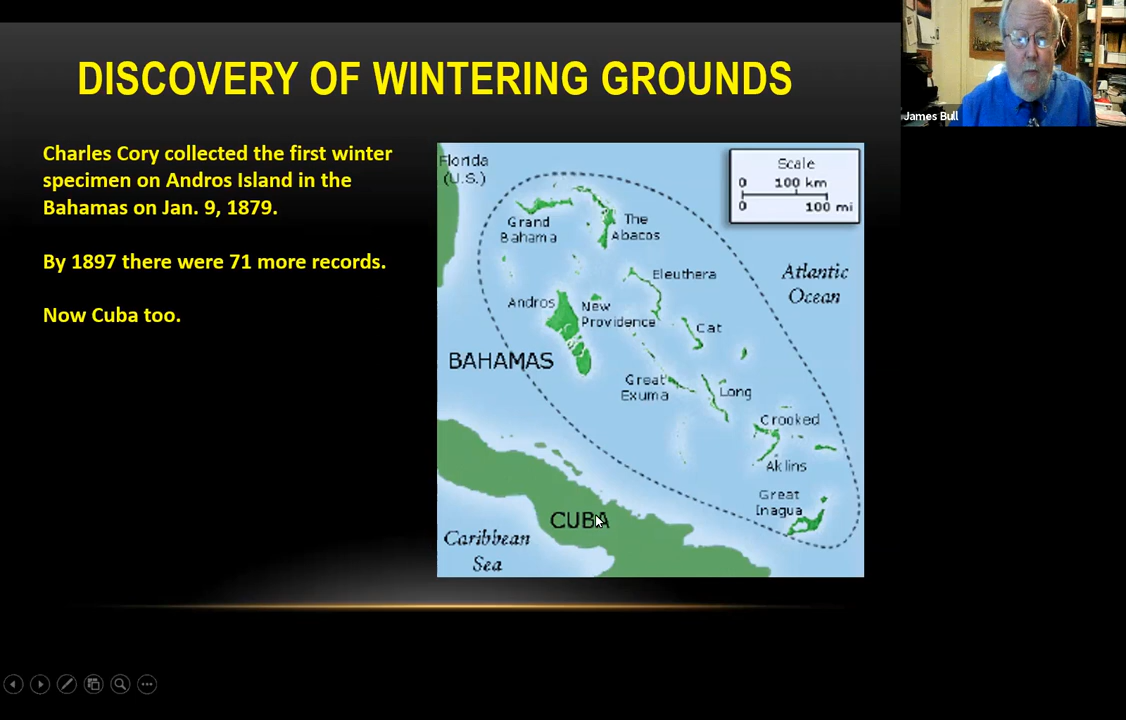 DISCOVERY OF WINTERING GROUNDS
James Bull
Charles Cory collected the first winter
specimen on Andros Island in the
Bahamas on Jan. 9, 1879.
By 1897 there were 71 more records.
Now Cuba too.
Florida
(U.S.)
Scale
0 100 km
0 100 mi
Grand
Bahama
The
Abacos
Eleuthera
Atlantic
Ocean
Andros
New
Providence
Cat
BAHAMAS
Great
Exuma
Long
Crooked
Aklins
Great
Inagua
CUBA
Caribbean
Sea